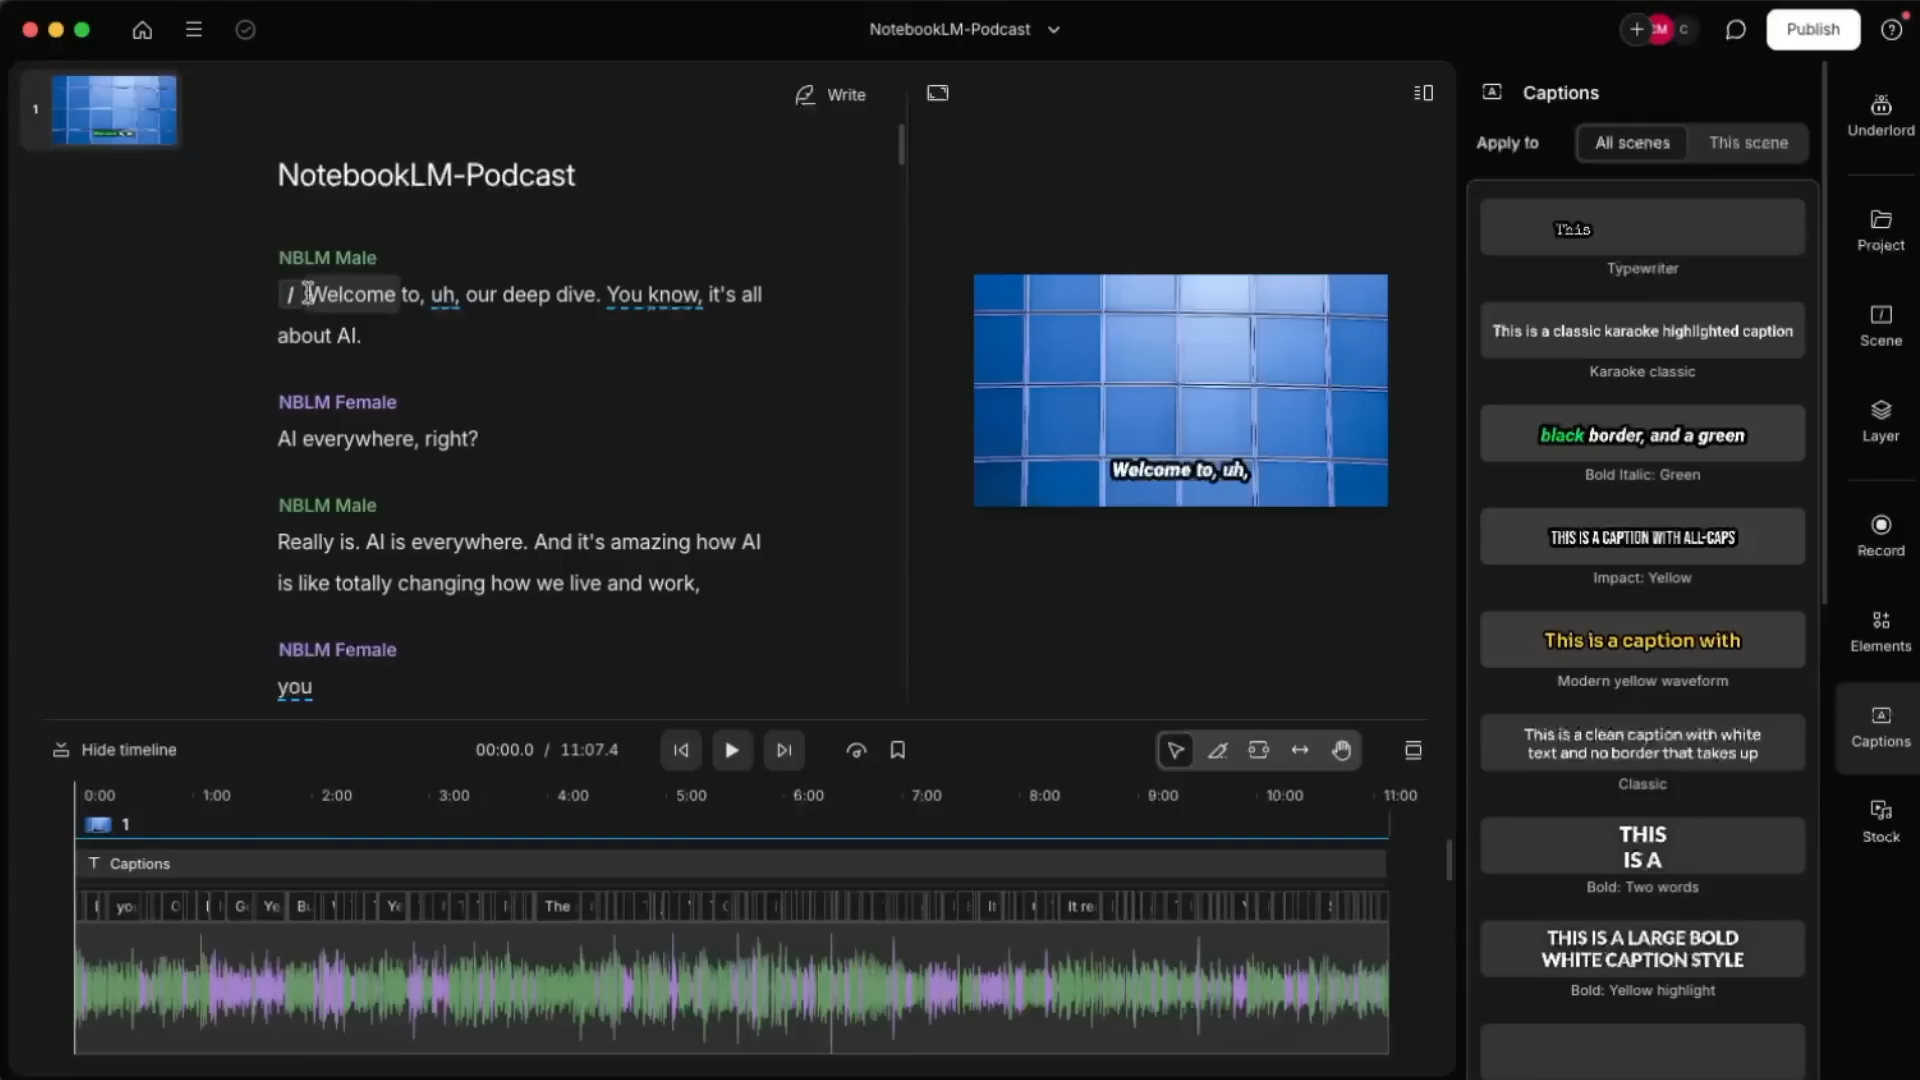 NotebookLM-Podcast
CM
C
Publish
1
Write
NotebookLM-Podcast
NBLM Male
/ Welcome to, uh, our deep dive. You know, it's all
about AI.
NBLM Female
AI everywhere, right?
NBLM Male
Really is. AI is everywhere. And it's amazing how AI
is like totally changing how we live and work,
NBLM Female
you
Welcome to, uh,
Captions
Apply to
All scenes
This scene
This
Typewriter
This is a classic karaoke highlighted caption
Karaoke classic
black border, and a green
Bold Italic: Green
THIS IS A CAPTION WITH ALL-CAPS
Impact: Yellow
This is a caption with
Modern yellow waveform
This is a clean caption with white
text and no border that takes up
Classic
THIS
IS A
Bold: Two words
THIS IS A LARGE BOLD
WHITE CAPTION STYLE
Bold: Yellow highlight
Underlord
Project
Scene
Layer
Record
Elements
Captions
Stock
Hide timeline
00:00.0 / 11:07.4
0:00 1:00 2:00 3:00 4:00 5:00 6:00 7:00 8:00 9:00 10:00 11:00
1
T Captions
yo Ye Ye The It re